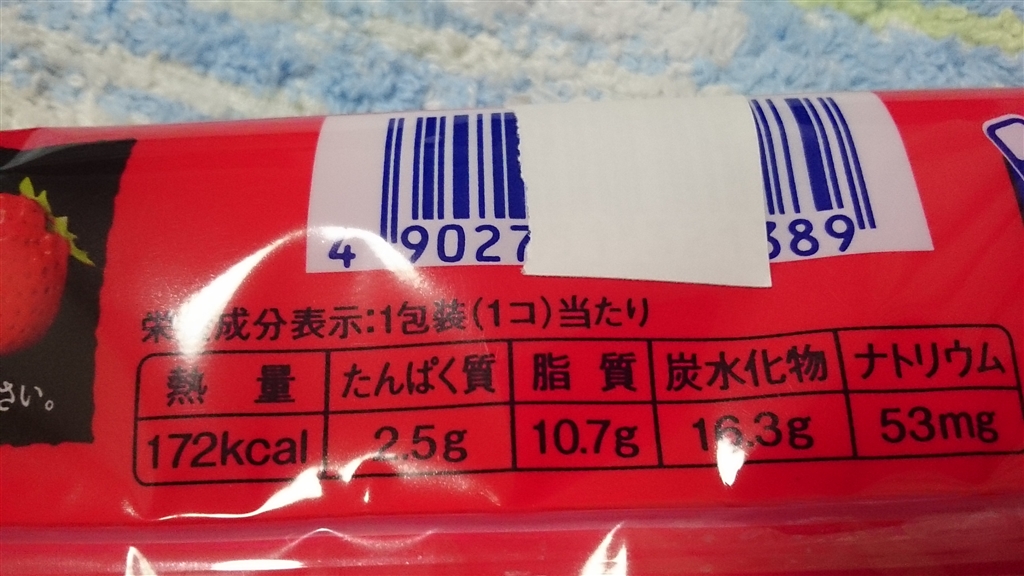 4 9027 389
栄養成分表示:1包装(1コ)当たり
熱量 たんぱく質 脂質 炭水化物 ナトリウム
172kcal 2.5g 10.7g 16.3g 53mg
さい。